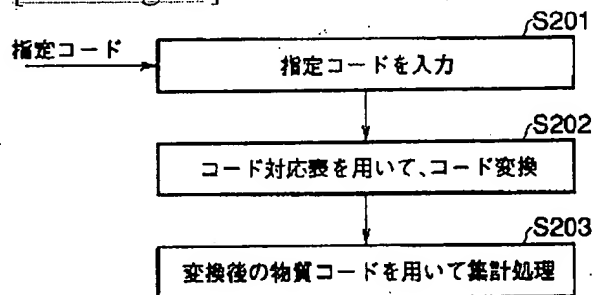 S201
指定コード
指定コードを入力
S202
コード対応表を用いて、コード変換
S203
変換後の物質コードを用いて集計処理